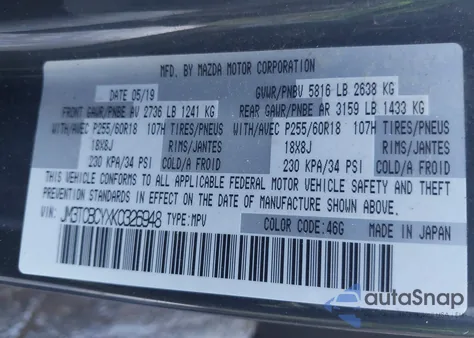 MFD. BY MAZDA MOTOR CORPORATION
DATE 05/19 GVWR/PNBV 5816 LB 2638 KG
FRONT GAWR/PNBE AV 2736 LB 1241 KG REAR GAWR/PNBE AR 3159 LB 1433 KG
WITH/AVEC P255/60R18 107H TIRES/PNEUS WITH/AVEC P255/60R18 107H TIRES/PNEUS
18X8J RIMS/JANTES 18X8J RIMS/JANTES
230 KPA/34 PSI COLD/A FROID 230 KPA/34 PSI COLD/A FROID
THIS VEHICLE CONFORMS TO ALL APPLICABLE FEDERAL MOTOR VEHICLE SAFETY AND THEFT
PREVENTION STANDARDS IN EFFECT ON THE DATE OF MANUFACTURE SHOWN ABOVE.
VIN: JM3TCBCYXK0326948 TYPE: MPV COLOR CODE: 46G MADE IN JAPAN
autoSnap